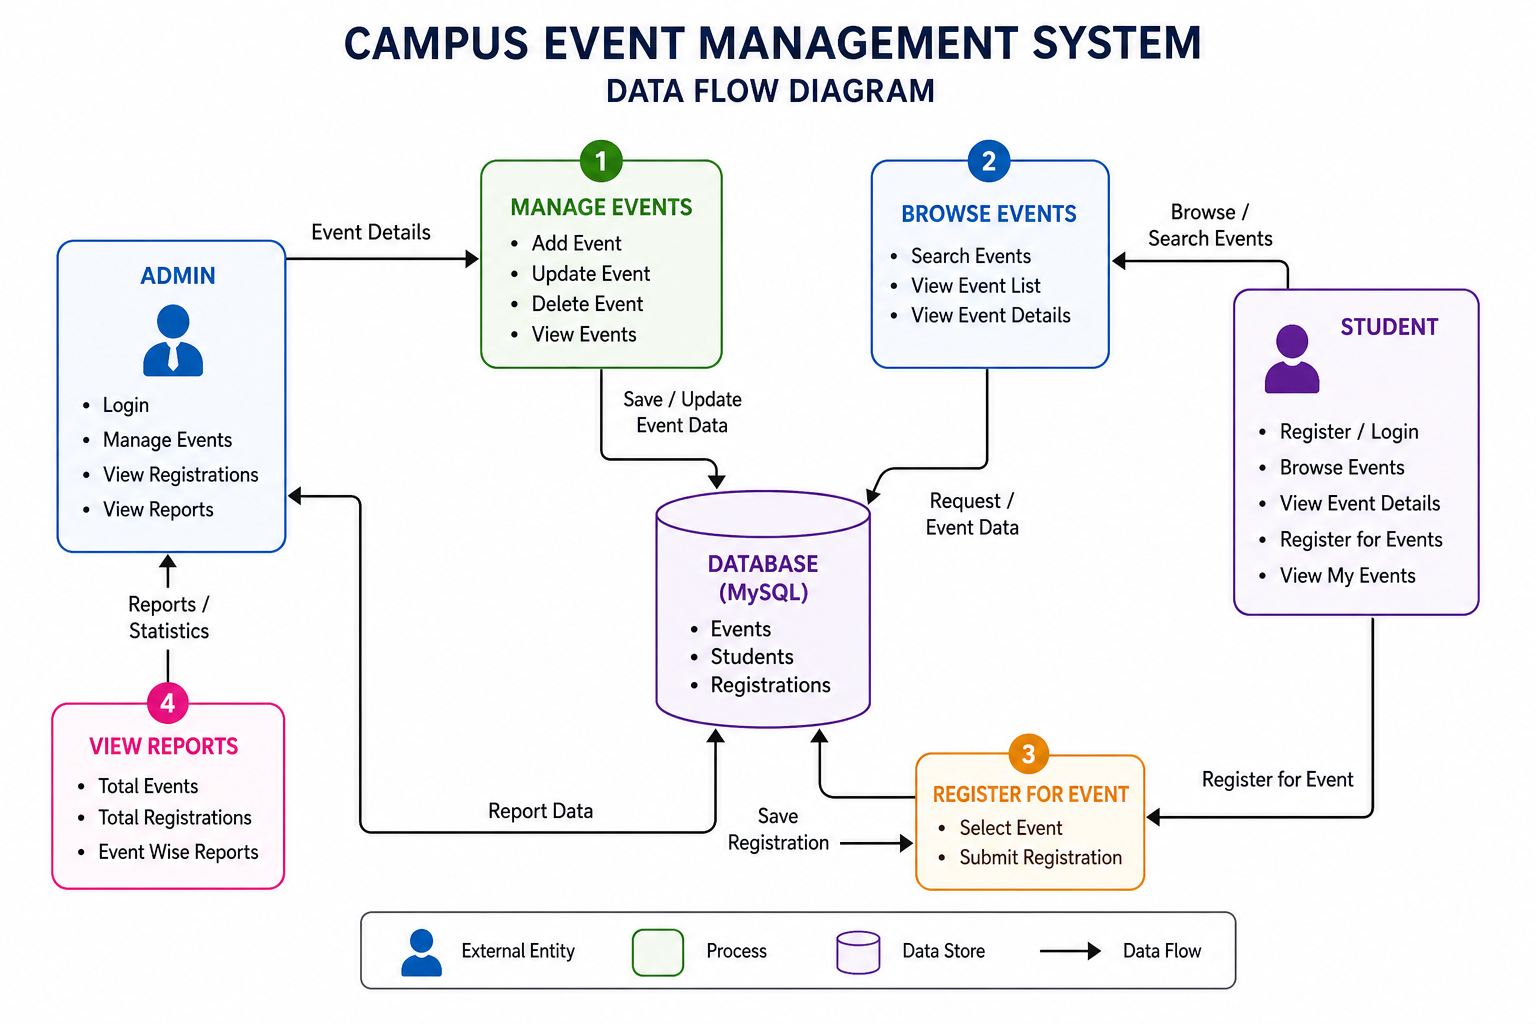 CAMPUS EVENT MANAGEMENT SYSTEM
DATA FLOW DIAGRAM
1
MANAGE EVENTS
• Add Event
• Update Event
• Delete Event
• View Events
2
BROWSE EVENTS
• Search Events
• View Event List
• View Event Details
Browse /
Search Events
Event Details
ADMIN
• Login
• Manage Events
• View Registrations
• View Reports
STUDENT
• Register / Login
• Browse Events
• View Event Details
• Register for Events
• View My Events
Save / Update
Event Data
Request /
Event Data
DATABASE
(MySQL)
• Events
• Students
• Registrations
Reports /
Statistics
4
VIEW REPORTS
• Total Events
• Total Registrations
• Event Wise Reports
Report Data
Save
Registration
3
REGISTER FOR EVENT
• Select Event
• Submit Registration
Register for Event
External Entity
Process
Data Store
Data Flow